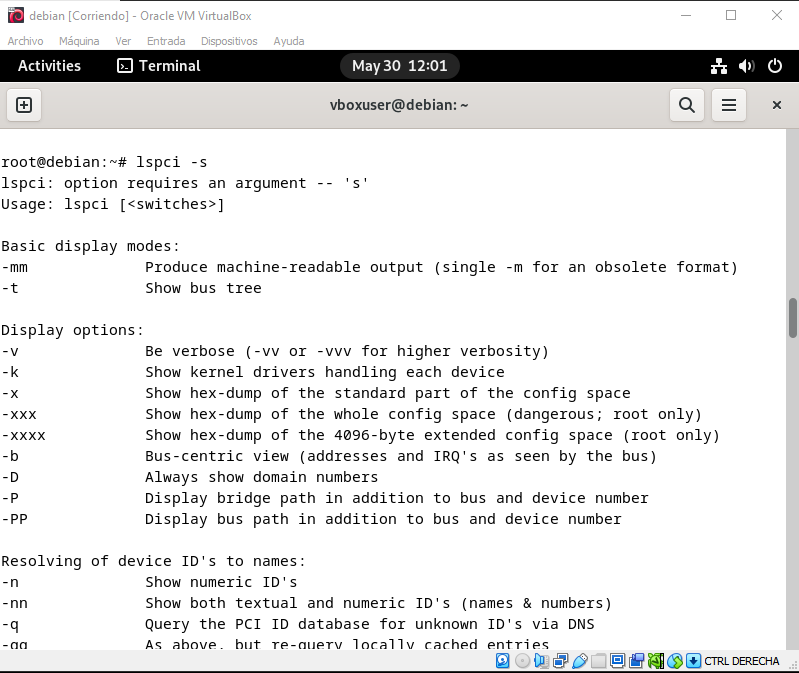 debian [Corriendo] - Oracle VM VirtualBox
Archivo Máquina Ver Entrada Dispositivos Ayuda
Activities Terminal May 30 12:01
vboxuser@debian: ~
root@debian:~# lspci -s
lspci: option requires an argument -- 's'
Usage: lspci [<switches>]
Basic display modes:
-mm Produce machine-readable output (single -m for an obsolete format)
-t Show bus tree
Display options:
-v Be verbose (-vv or -vvv for higher verbosity)
-k Show kernel drivers handling each device
-x Show hex-dump of the standard part of the config space
-xxx Show hex-dump of the whole config space (dangerous; root only)
-xxxx Show hex-dump of the 4096-byte extended config space (root only)
-b Bus-centric view (addresses and IRQ's as seen by the bus)
-D Always show domain numbers
-P Display bridge path in addition to bus and device number
-PP Display bus path in addition to bus and device number
Resolving of device ID's to names:
-n Show numeric ID's
-nn Show both textual and numeric ID's (names & numbers)
-q Query the PCI ID database for unknown ID's via DNS
-qq As above, but re-query locally cached entries
CTRL DERECHA